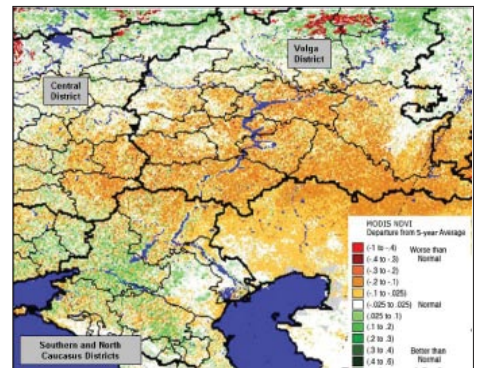 Volga
District
Central
District
Southern and North
Caucasus Districts
MODIS NDVI
Departure from 5-year Average
(-1 to -.4) Worse than
(-.4 to -.3) Normal
(-.3 to -.2)
(-.2 to -.1)
(-.1 to -.025)
(-.025 to .025) Normal
(.025 to .1)
(.1 to .2)
(.2 to .3)
(.3 to .4) Better than
(.4 to .6) Normal